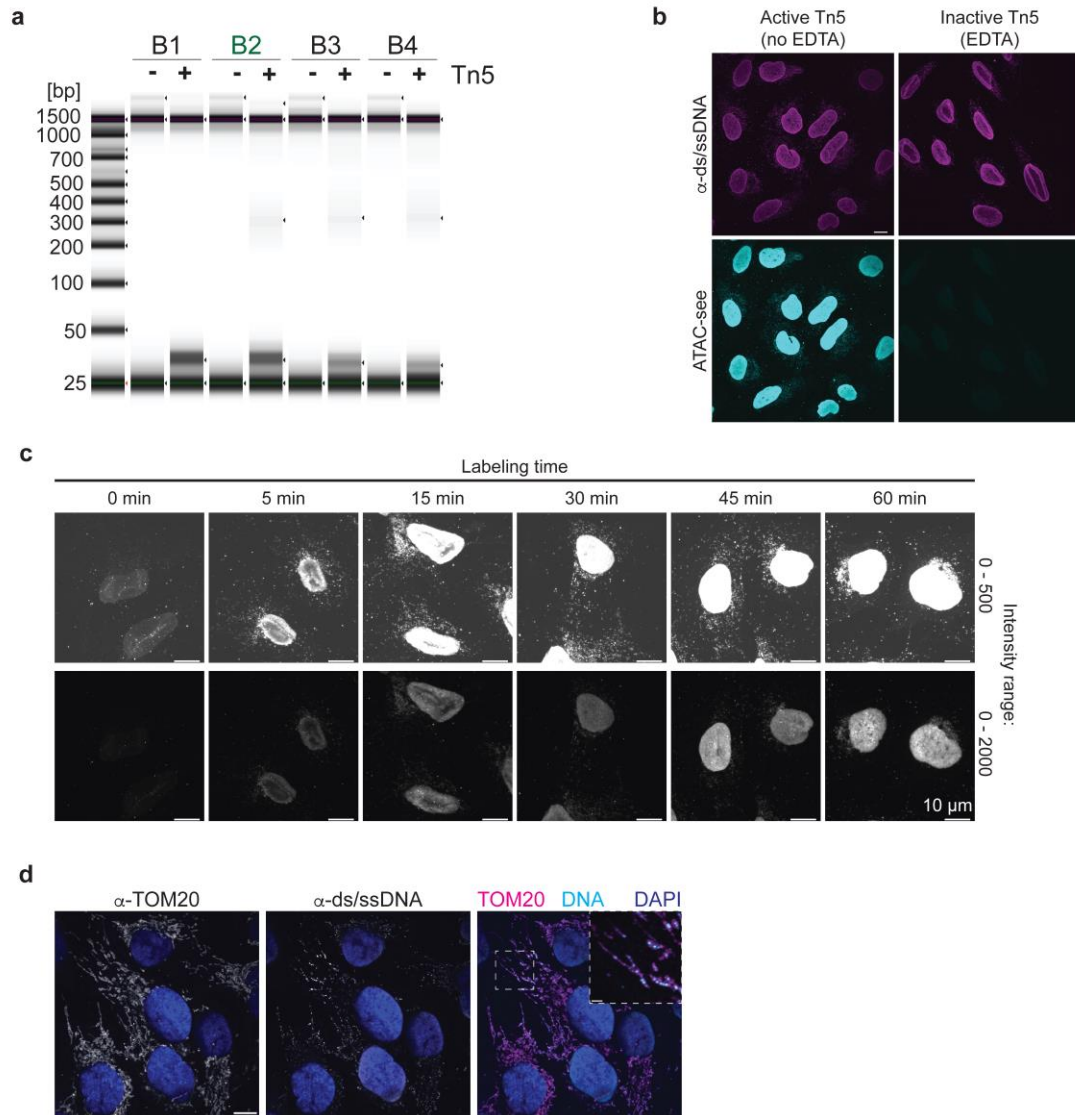 a
B1 B2 B3 B4
- + - + - + - + Tn5
[bp]
1500
1000
700
500
400
300
200
100
50
25
b
Active Tn5 (no EDTA)
Inactive Tn5 (EDTA)
α-ds/ssDNA
ATAC-see
c
Labeling time
0 min 5 min 15 min 30 min 45 min 60 min
0 - 500
0 - 2000
Intensity range:
10 µm
d
α-TOM20
α-ds/ssDNA
TOM20 DNA DAPI